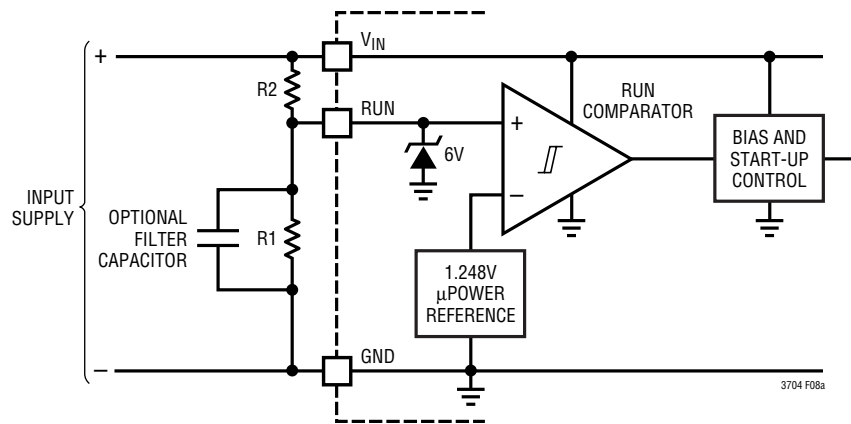 +
V_IN
R2
RUN
RUN
COMPARATOR
+
6V
BIAS AND
START-UP
CONTROL
INPUT
SUPPLY
OPTIONAL
FILTER
CAPACITOR
R1
–
1.248V
μPOWER
REFERENCE
–
GND
3704 F08a